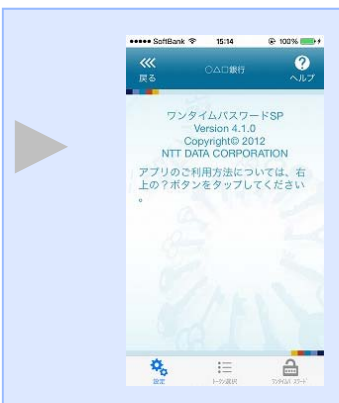 ●●●●● SoftBank 15:14 100%
戻る
○△□銀行
?
ヘルプ
ワンタイムパスワードSP
Version 4.1.0
Copyright© 2012
NTT DATA CORPORATION
アプリのご利用方法については、右
上の？ボタンをタップしてください
。
設定
トークン選択
ワンタイムパスワード